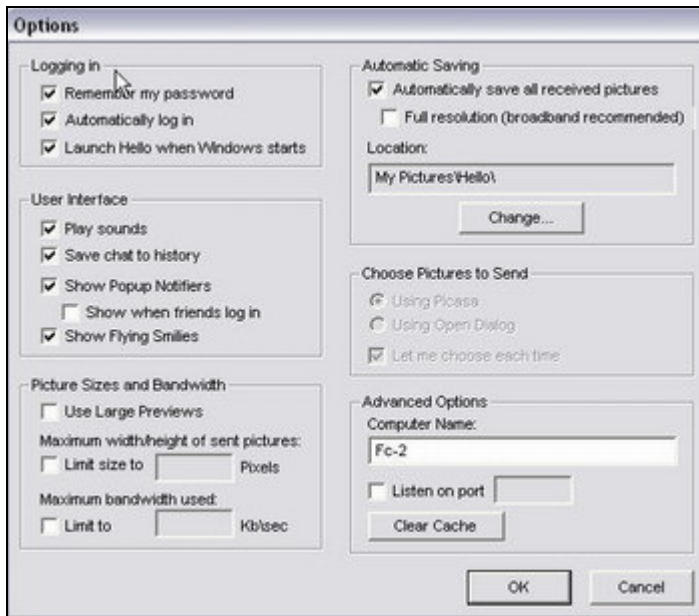 Options
Logging in
Remember my password
Automatically log in
Launch Hello when Windows starts
User Interface
Play sounds
Save chat to history
Show Popup Notifiers
Show when friends log in
Show Flying Smilies
Picture Sizes and Bandwidth
Use Large Previews
Maximum width/height of sent pictures:
Limit size to Pixels
Maximum bandwidth used:
Limit to Kb\sec
Automatic Saving
Automatically save all received pictures
Full resolution (broadband recommended)
Location:
My Pictures\Hello\
Change...
Choose Pictures to Send
Using Picasa
Using Open Dialog
Let me choose each time
Advanced Options
Computer Name:
Fc-2
Listen on port
Clear Cache
OK Cancel